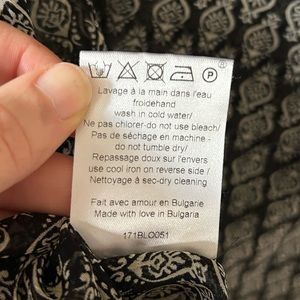 P ®
Lavage à la main dans l'eau
froidehand
wash in cold water/
Ne pas chlorer-do not use bleach/
Pas de séchage en machine -
do not tumble dry/
Repassage doux sur l'envers
use cool iron on reverse side /
Nettoyage à sec-dry cleaning
Fait avec amour en Bulgarie
Made with love in Bulgaria
171BLO051